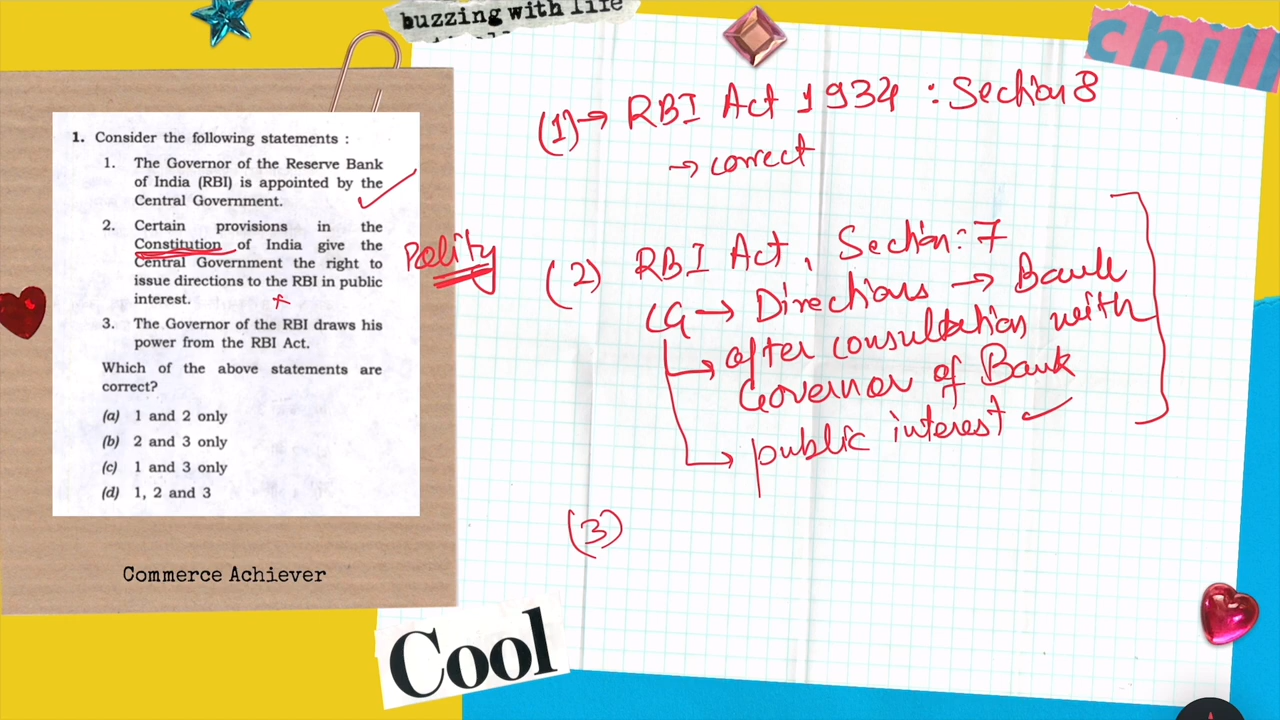 buzzing with life
chill
1. Consider the following statements :
1. The Governor of the Reserve Bank
of India (RBI) is appointed by the
Central Government.
2. Certain provisions in the
Constitution of India give the
Central Government the right to
issue directions to the RBI in public
interest.
3. The Governor of the RBI draws his
power from the RBI Act.
Which of the above statements are
correct?
(a) 1 and 2 only
(b) 2 and 3 only
(c) 1 and 3 only
(d) 1, 2 and 3
Commerce Achiever
Polity
(1)→ RBI Act 1934 : Section 8
→ correct
(2) RBI Act, Section: 7
CG → Directions → Bank
→ after consultation with
Governor of Bank
→ public interest ✓
(3)
Cool